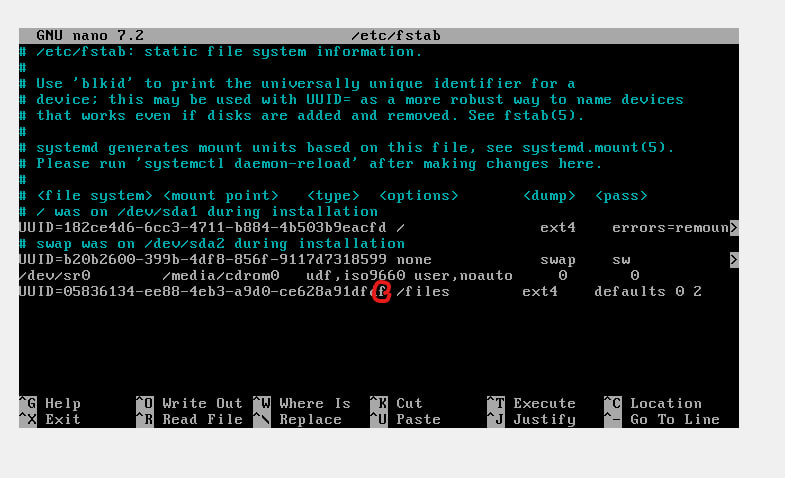 GNU nano 7.2 /etc/fstab
# /etc/fstab: static file system information.
#
# Use 'blkid' to print the universally unique identifier for a
# device; this may be used with UUID= as a more robust way to name devices
# that works even if disks are added and removed. See fstab(5).
#
# systemd generates mount units based on this file, see systemd.mount(5).
# Please run 'systemctl daemon-reload' after making changes here.
#
# <file system> <mount point> <type> <options> <dump> <pass>
# / was on /dev/sda1 during installation
UUID=182ce4d6-6cc3-4711-b884-4b503b9eacfd / ext4 errors=remoun>
# swap was on /dev/sda2 during installation
UUID=b20b2600-399b-4df8-856f-9117d7318599 none swap sw >
/dev/sr0 /media/cdrom0 udf,iso9660 user,noauto 0 0
/files ext4 defaults 0 2
^G Help ^O Write Out ^W Where Is ^K Cut ^T Execute ^C Location
^X Exit ^R Read File ^\ Replace ^U Paste ^J Justify ^- Go To Line